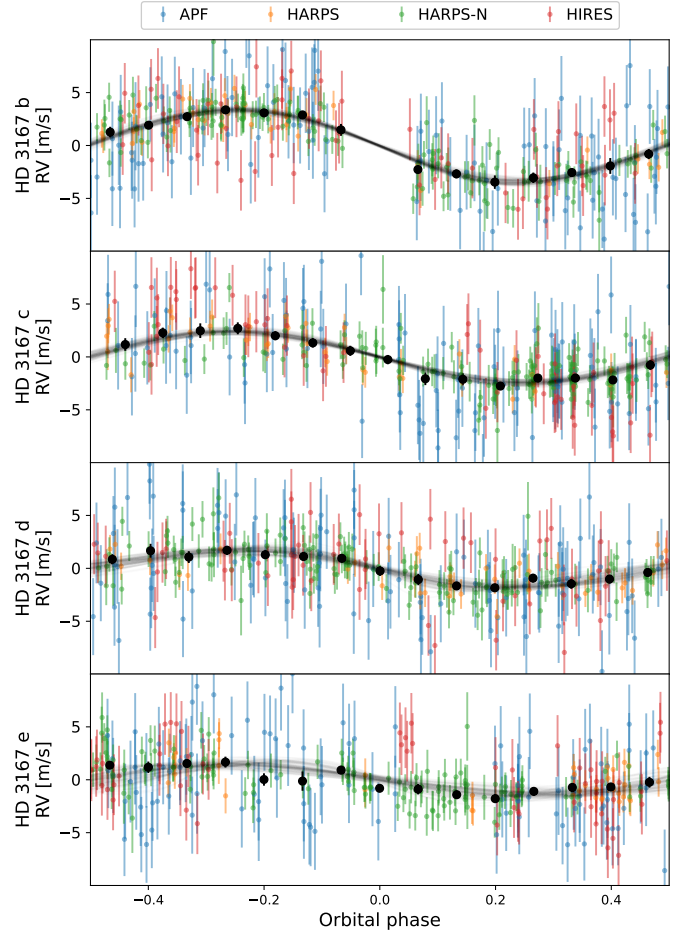 APF HARPS HARPS-N HIRES
HD 3167 b
RV [m/s]
5
0
−5
HD 3167 c
RV [m/s]
5
0
−5
HD 3167 d
RV [m/s]
5
0
−5
HD 3167 e
RV [m/s]
5
0
−5
−0.4 −0.2 0.0 0.2 0.4
Orbital phase